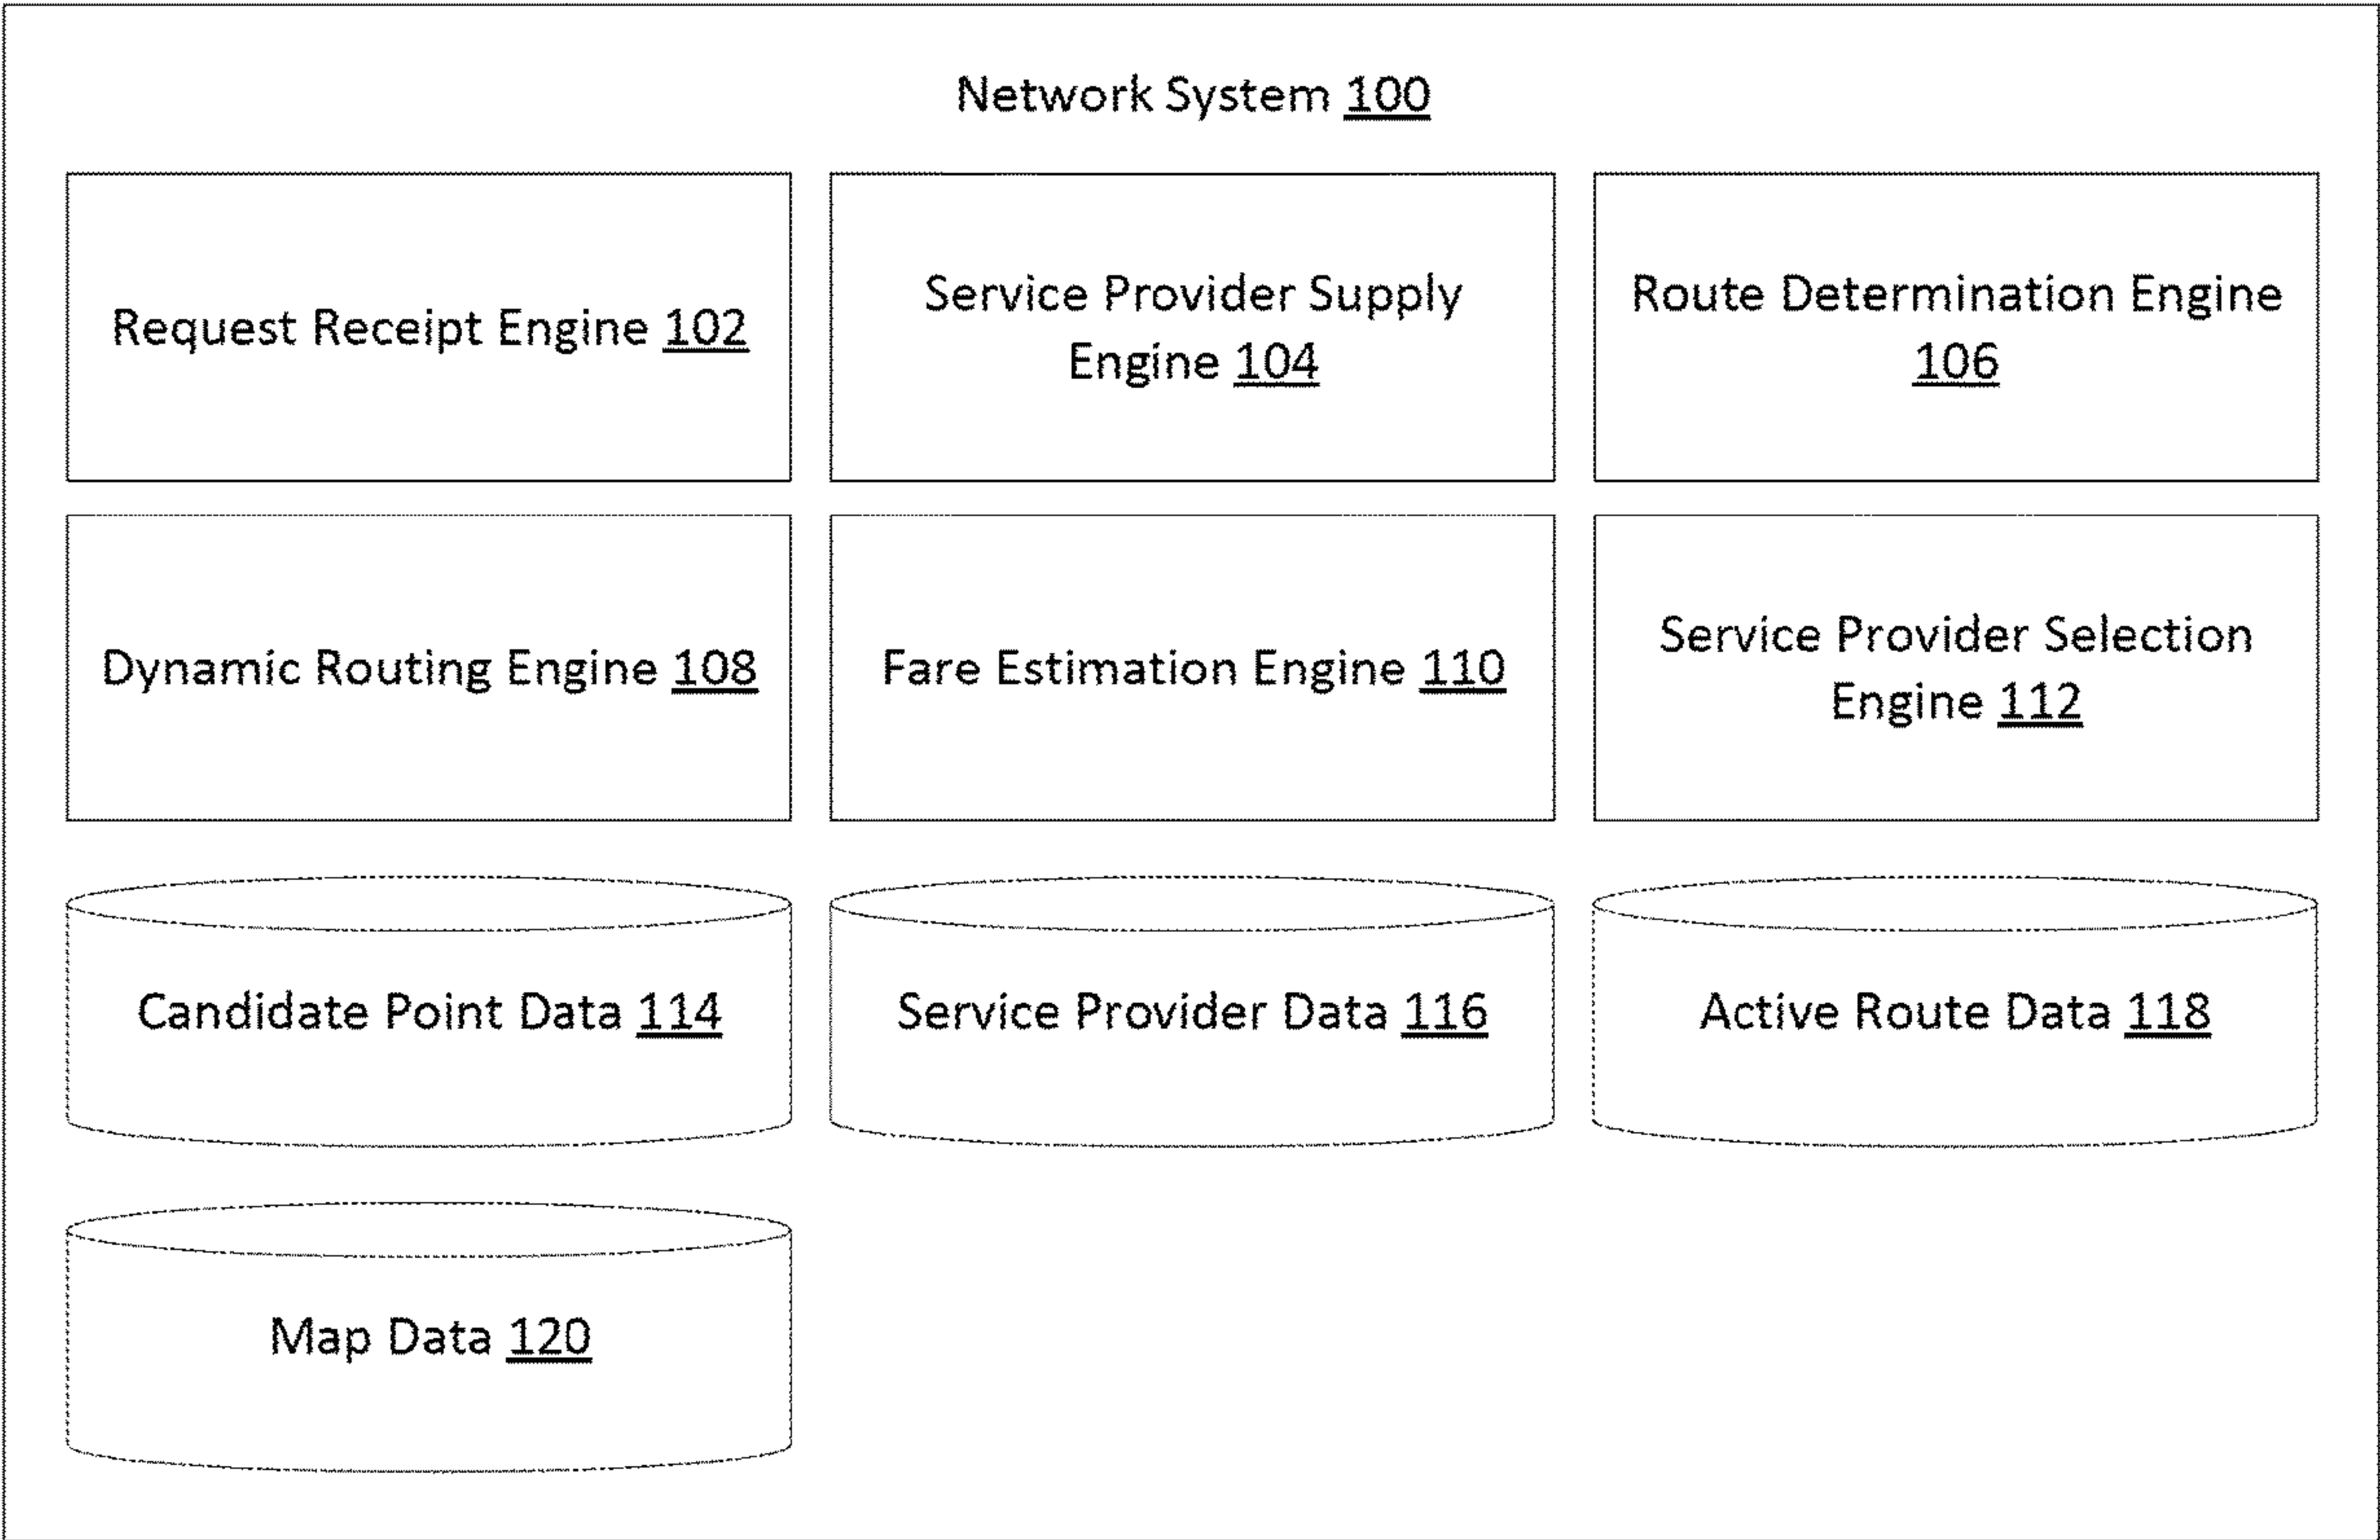 Network System 100
Request Receipt Engine 102
Service Provider Supply
Engine 104
Route Determination Engine
106
Dynamic Routing Engine 108
Fare Estimation Engine 110
Service Provider Selection
Engine 112
Candidate Point Data 114
Service Provider Data 116
Active Route Data 118
Map Data 120